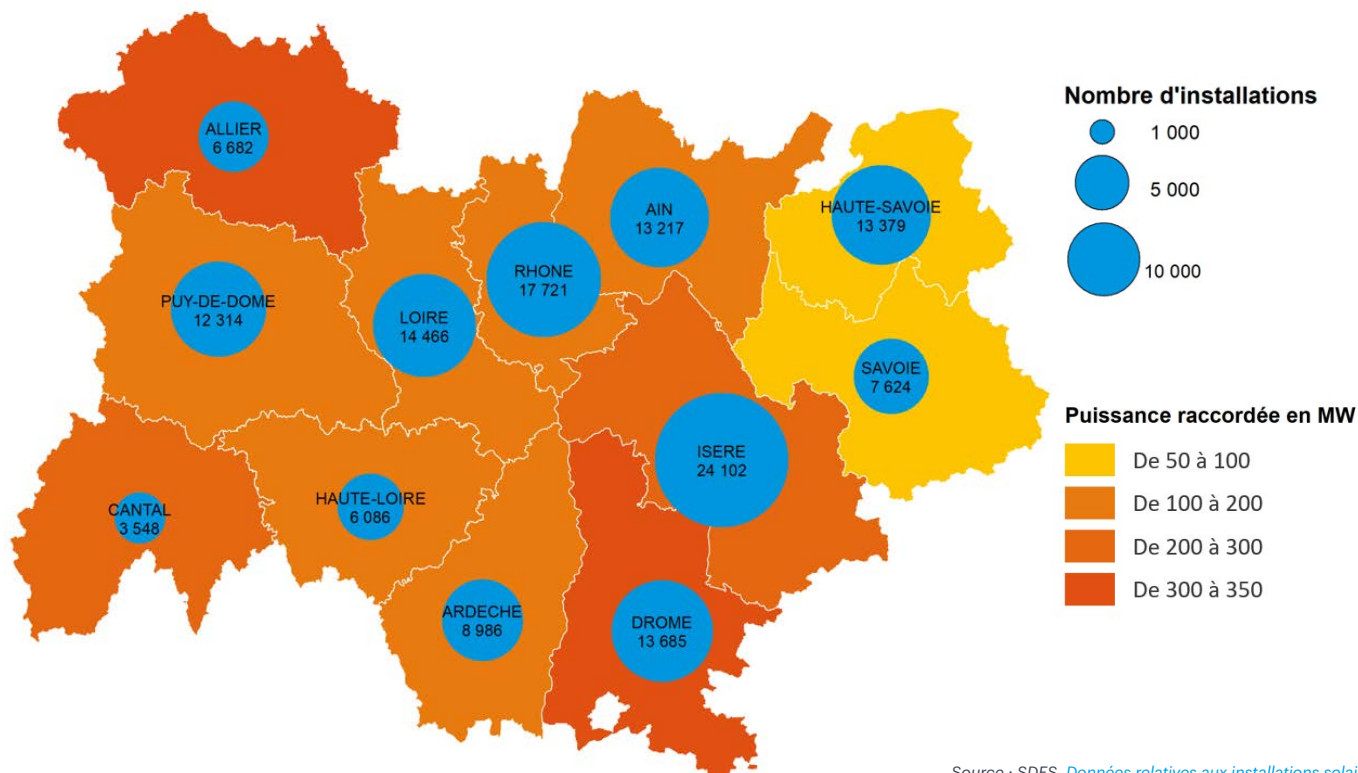 ALLIER
6 682
PUY-DE-DOME
12 314
LOIRE
14 466
RHONE
17 721
AIN
13 217
HAUTE-SAVOIE
13 379
SAVOIE
7 624
ISERE
24 102
CANTAL
3 548
HAUTE-LOIRE
6 086
ARDECHE
8 986
DROME
13 685
Nombre d'installations
1 000
5 000
10 000
Puissance raccordée en MW
De 50 à 100
De 100 à 200
De 200 à 300
De 300 à 350
Source : SDES, Données relatives aux installations